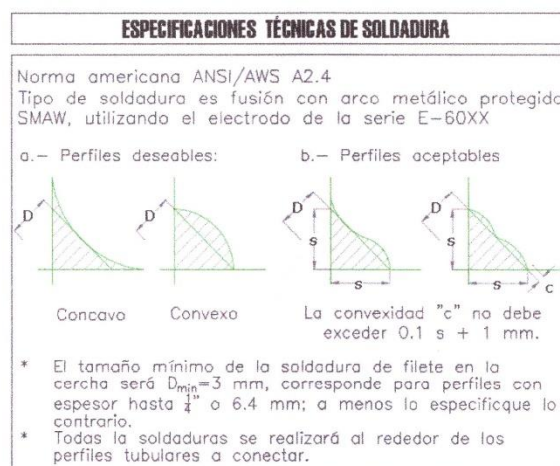 ESPECIFICACIONES TÉCNICAS DE SOLDADURA
Norma americana ANSI/AWS A2.4
Tipo de soldadura es fusión con arco metálico protegido
SMAW, utilizando el electrodo de la serie E-60XX
a.- Perfiles deseables: b.- Perfiles aceptables
D D D D
s s
s s c
Concavo Convexo
La convexidad "c" no debe
exceder 0.1 s + 1 mm.
* El tamaño mínimo de la soldadura de filete en la
cercha será Dmin=3 mm, corresponde para perfiles con
espesor hasta 1/4" o 6.4 mm; a menos lo especifícque lo
contrario.
* Todas la soldaduras se realizará al rededor de los
perfiles tubulares a conectar.